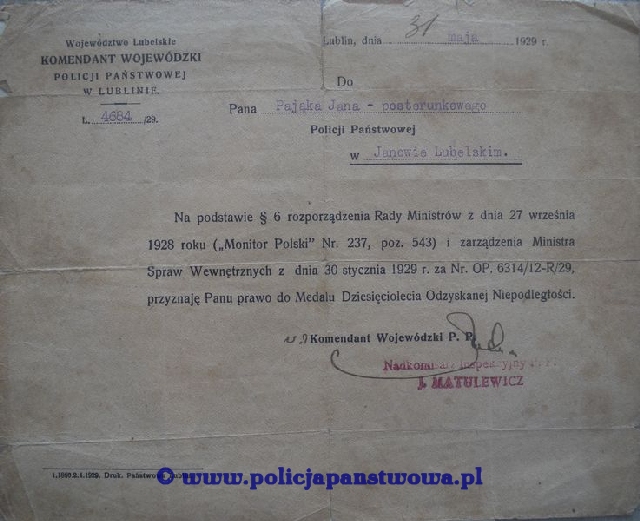 Województwo Lubelskie
KOMENDANT WOJEWÓDZKI
POLICJI PAŃSTWOWEJ
W LUBLINIE.
L. 4684 /29.
Lublin, dnia 31 maja 1929 r.
Do
Pana Pająka Jana - posterunkowego
Policji Państwowej
w Janowie Lubelskim.
Na podstawie § 6 rozporządzenia Rady Ministrów z dnia 27 września
1928 roku („Monitor Polski" Nr. 237, poz. 543) i zarządzenia Ministra
Spraw Wewnętrznych z dnia 30 stycznia 1929 r. za Nr. OP. 6314/12-R/29,
przyznaję Panu prawo do Medalu Dziesięciolecia Odzyskanej Niepodległości.
Komendant Wojewódzki P. P.
J. MATULEWICZ
Druk. Państwowa
© www.policjapanstwowa.pl